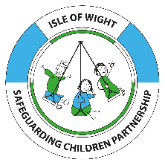 ISLE OF WIGHT
SAFEGUARDING CHILDREN PARTNERSHIP